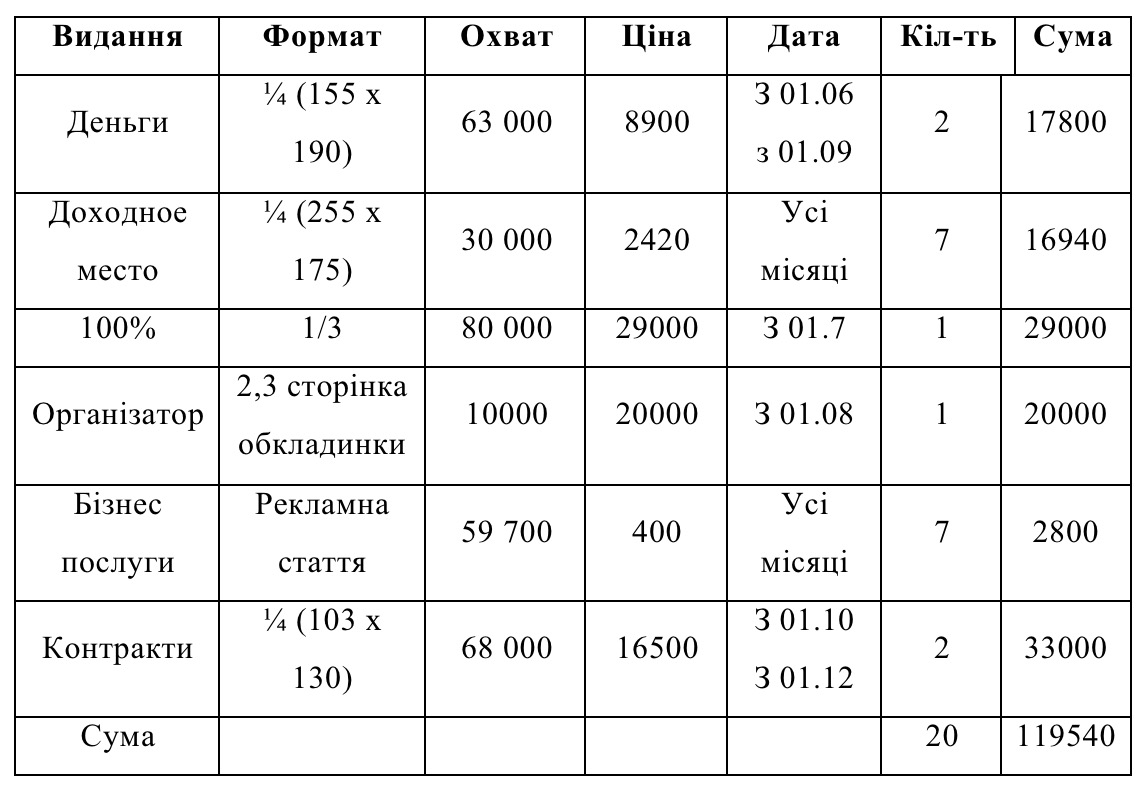 Видання Формат Охват Ціна Дата Кіл-ть Сума
Деньги ¼ (155 х 190) 63 000 8900 З 01.06 з 01.09 2 17800
Доходное место ¼ (255 х 175) 30 000 2420 Усі місяці 7 16940
100% 1/3 80 000 29000 З 01.7 1 29000
Організатор 2,3 сторінка обкладинки 10000 20000 З 01.08 1 20000
Бізнес послуги Рекламна стаття 59 700 400 Усі місяці 7 2800
Контракти ¼ (103 х 130) 68 000 16500 З 01.10 З 01.12 2 33000
Сума 20 119540